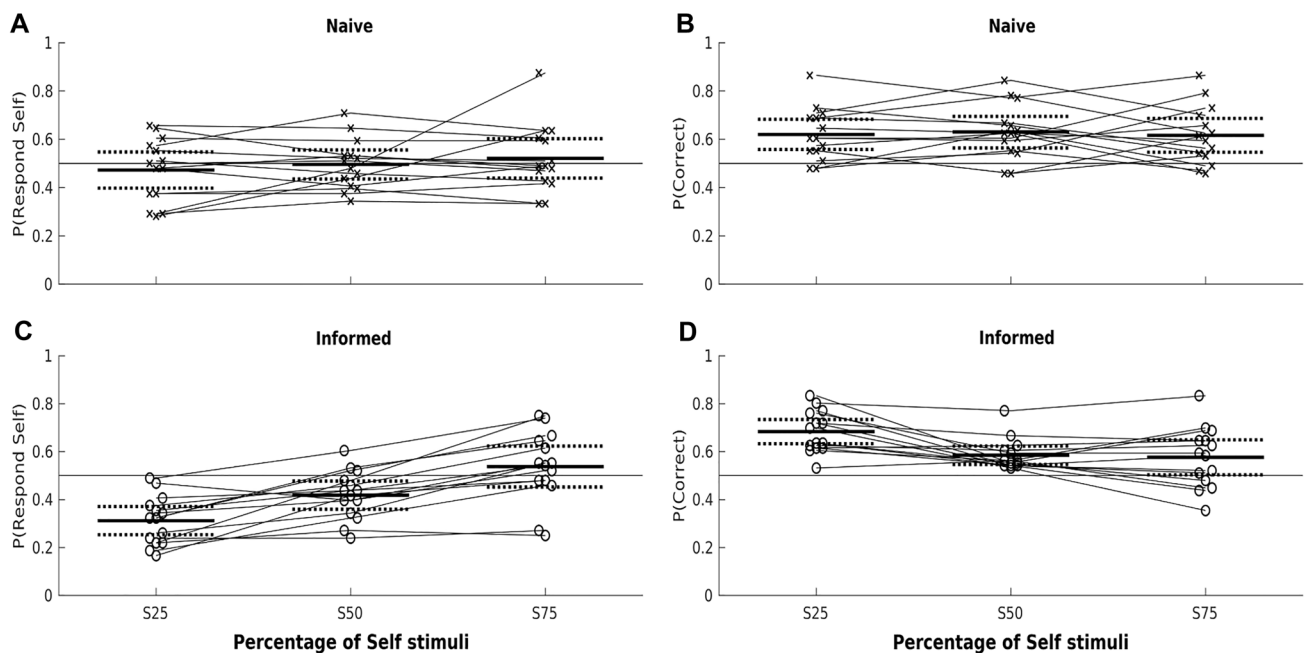 A
Naive
P(Respond Self)
1
0.8
0.6
0.4
0.2
0
B
Naive
P(Correct)
1
0.8
0.6
0.4
0.2
0
C
Informed
P(Respond Self)
1
0.8
0.6
0.4
0.2
0
S25 S50 S75
Percentage of Self stimuli
D
Informed
P(Correct)
1
0.8
0.6
0.4
0.2
0
S25 S50 S75
Percentage of Self stimuli